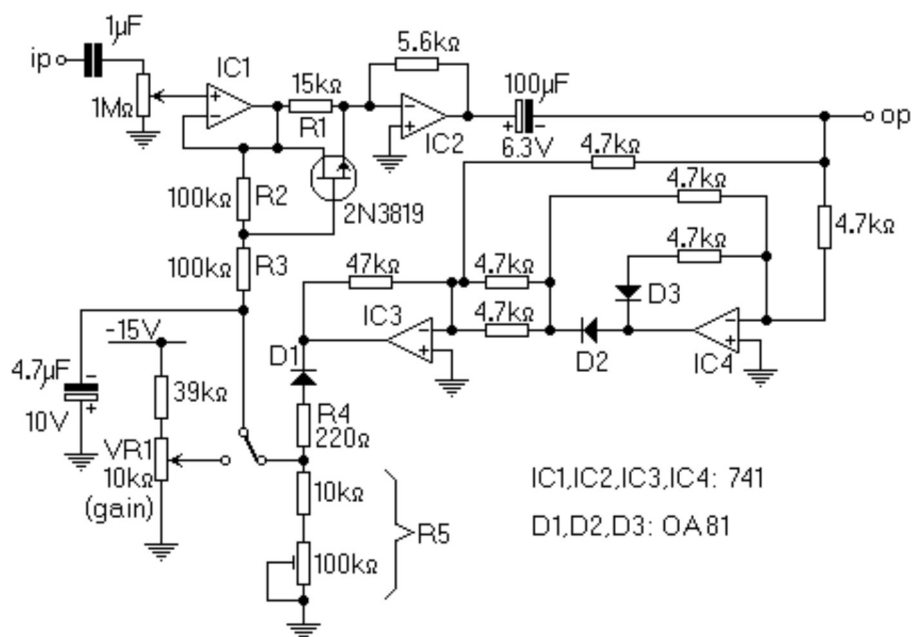 1µF
5.6kΩ
ip
IC1
15kΩ
100µF
1MΩ
+
−
R1
−
+
IC2
+
−
6.3V
op
4.7kΩ
100kΩ
R2
2N3819
4.7kΩ
4.7kΩ
4.7kΩ
100kΩ
R3
47kΩ
4.7kΩ
D3
-15V
IC3
−
+
4.7kΩ
D2
IC4
−
+
D1
4.7µF
−
+
10V
39kΩ
R4
220Ω
VR1
10kΩ
(gain)
10kΩ
R5
100kΩ
IC1,IC2,IC3,IC4: 741
D1,D2,D3: OA81